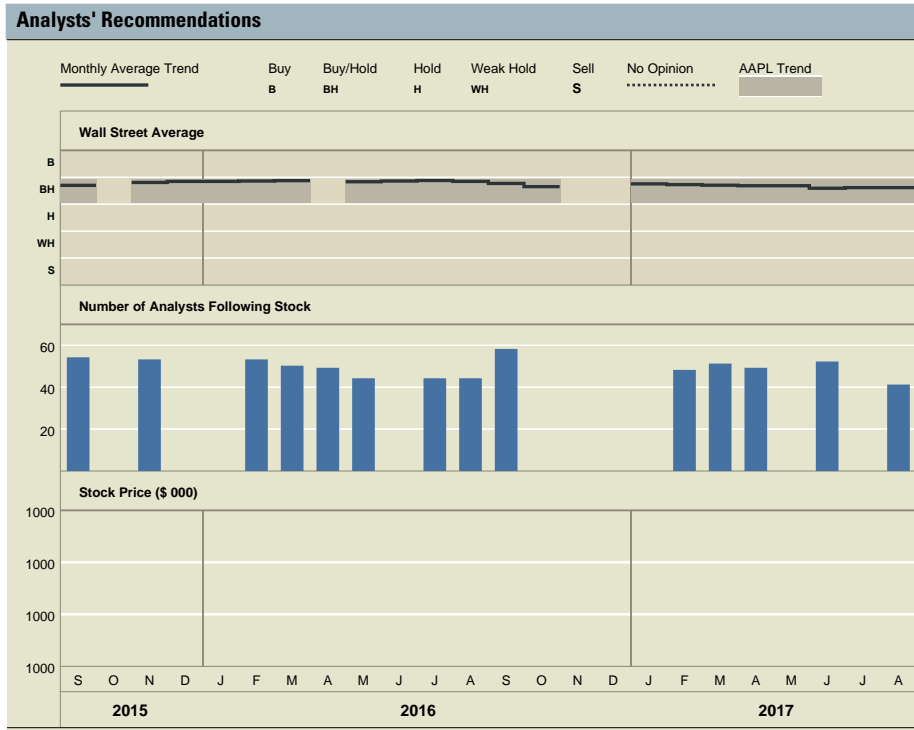 Analysts' Recommendations
Monthly Average Trend Buy Buy/Hold Hold Weak Hold Sell No Opinion AAPL Trend
B BH H WH S
Wall Street Average
B
BH
H
WH
S
Number of Analysts Following Stock
60
40
20
Stock Price ($ 000)
1000
1000
1000
1000
S O N D J F M A M J J A S O N D J F M A M J J A
2015 2016 2017